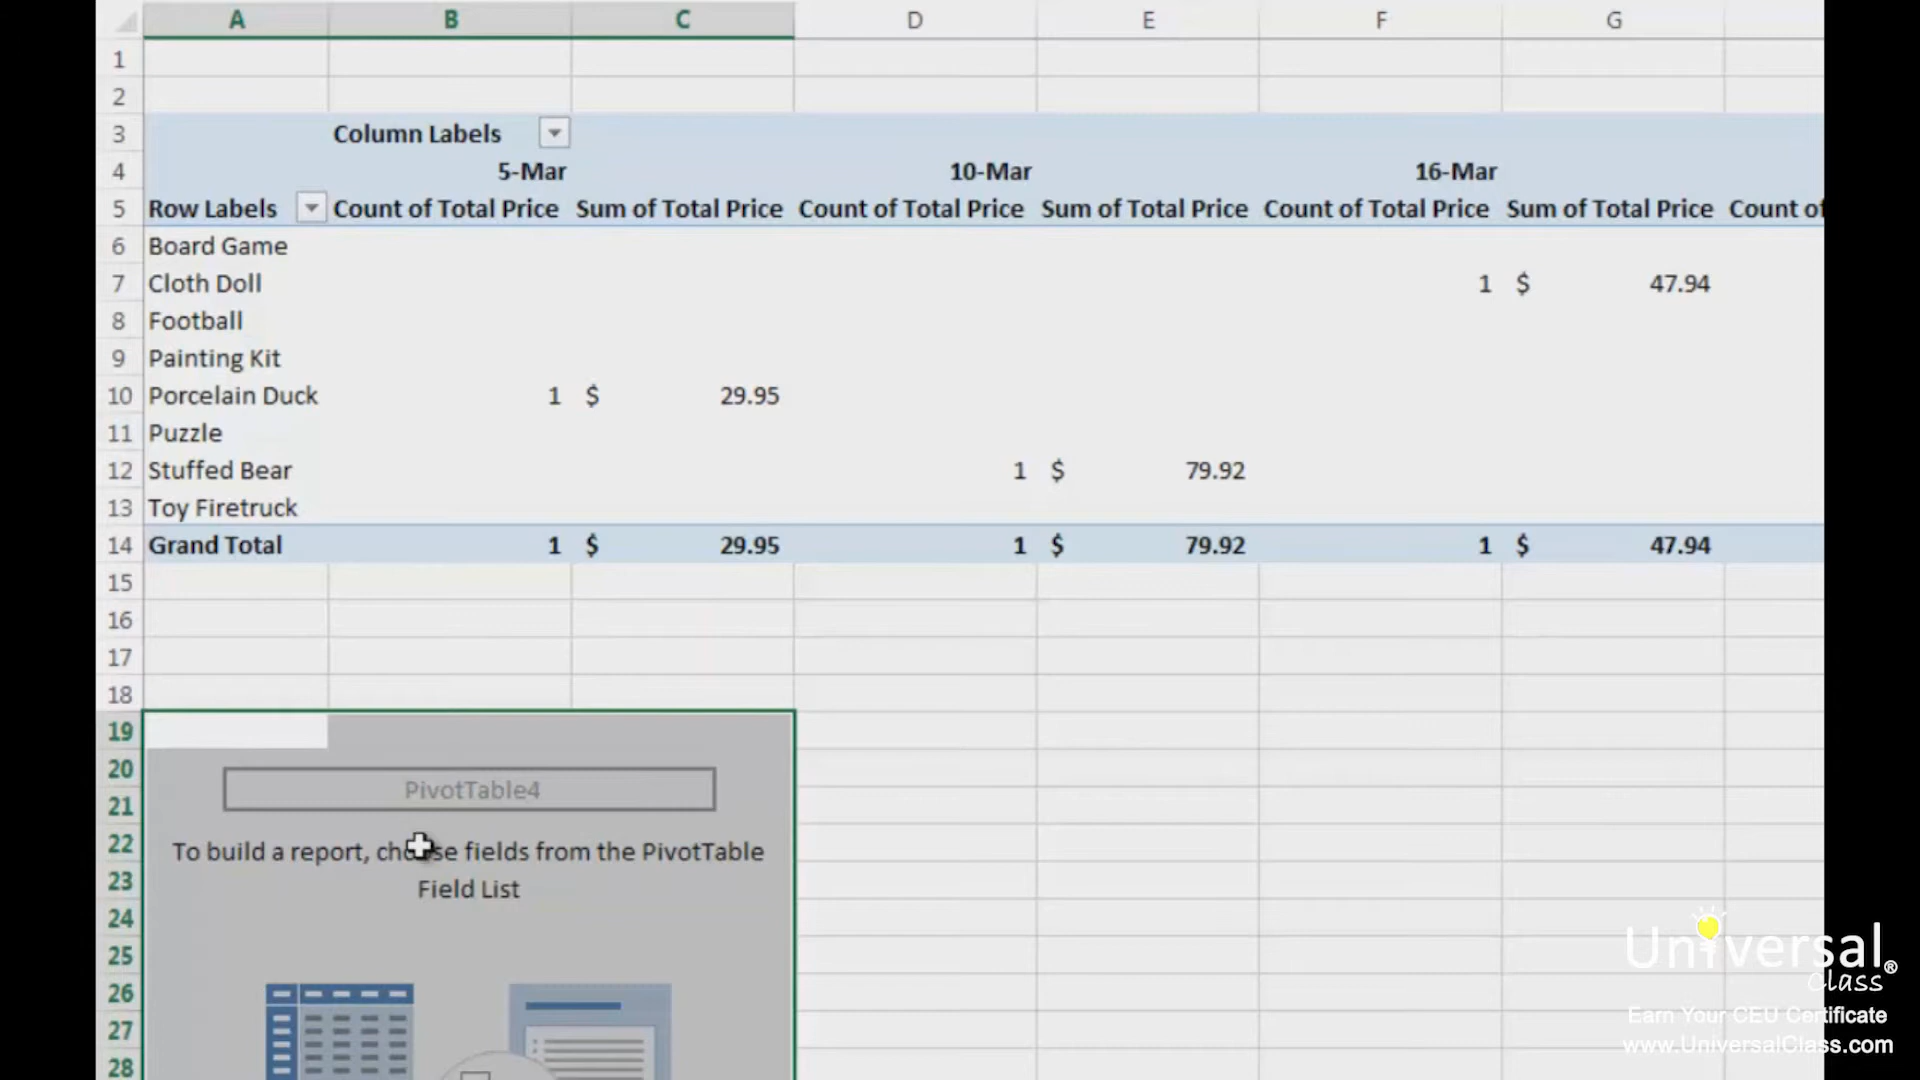 A B C D E F G
1
2
3 Column Labels
4 5-Mar 10-Mar 16-Mar
5 Row Labels Count of Total Price Sum of Total Price Count of Total Price Sum of Total Price Count of Total Price Sum of Total Price Count of
6 Board Game
7 Cloth Doll 1 $ 47.94
8 Football
9 Painting Kit
10 Porcelain Duck 1 $ 29.95
11 Puzzle
12 Stuffed Bear 1 $ 79.92
13 Toy Firetruck
14 Grand Total 1 $ 29.95 1 $ 79.92 1 $ 47.94
15
16
17
18
19
20
PivotTable4
21
22
To build a report, choose fields from the PivotTable
23
Field List
24
25
26
27
28
Universal®
Class
Earn Your CEU Certificate
www.UniversalClass.com